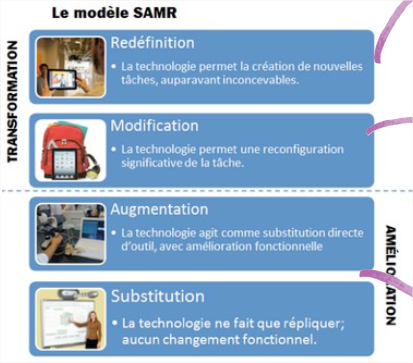 Le modèle SAMR
TRANSFORMATION
Redéfinition
• La technologie permet la création de nouvelles
tâches, auparavant inconcevables.
Modification
• La technologie permet une reconfiguration
significative de la tâche.
Augmentation
• La technologie agit comme substitution directe
d'outil, avec amélioration fonctionnelle
AMÉLIORATION
Substitution
• La technologie ne fait que répliquer;
aucun changement fonctionnel.